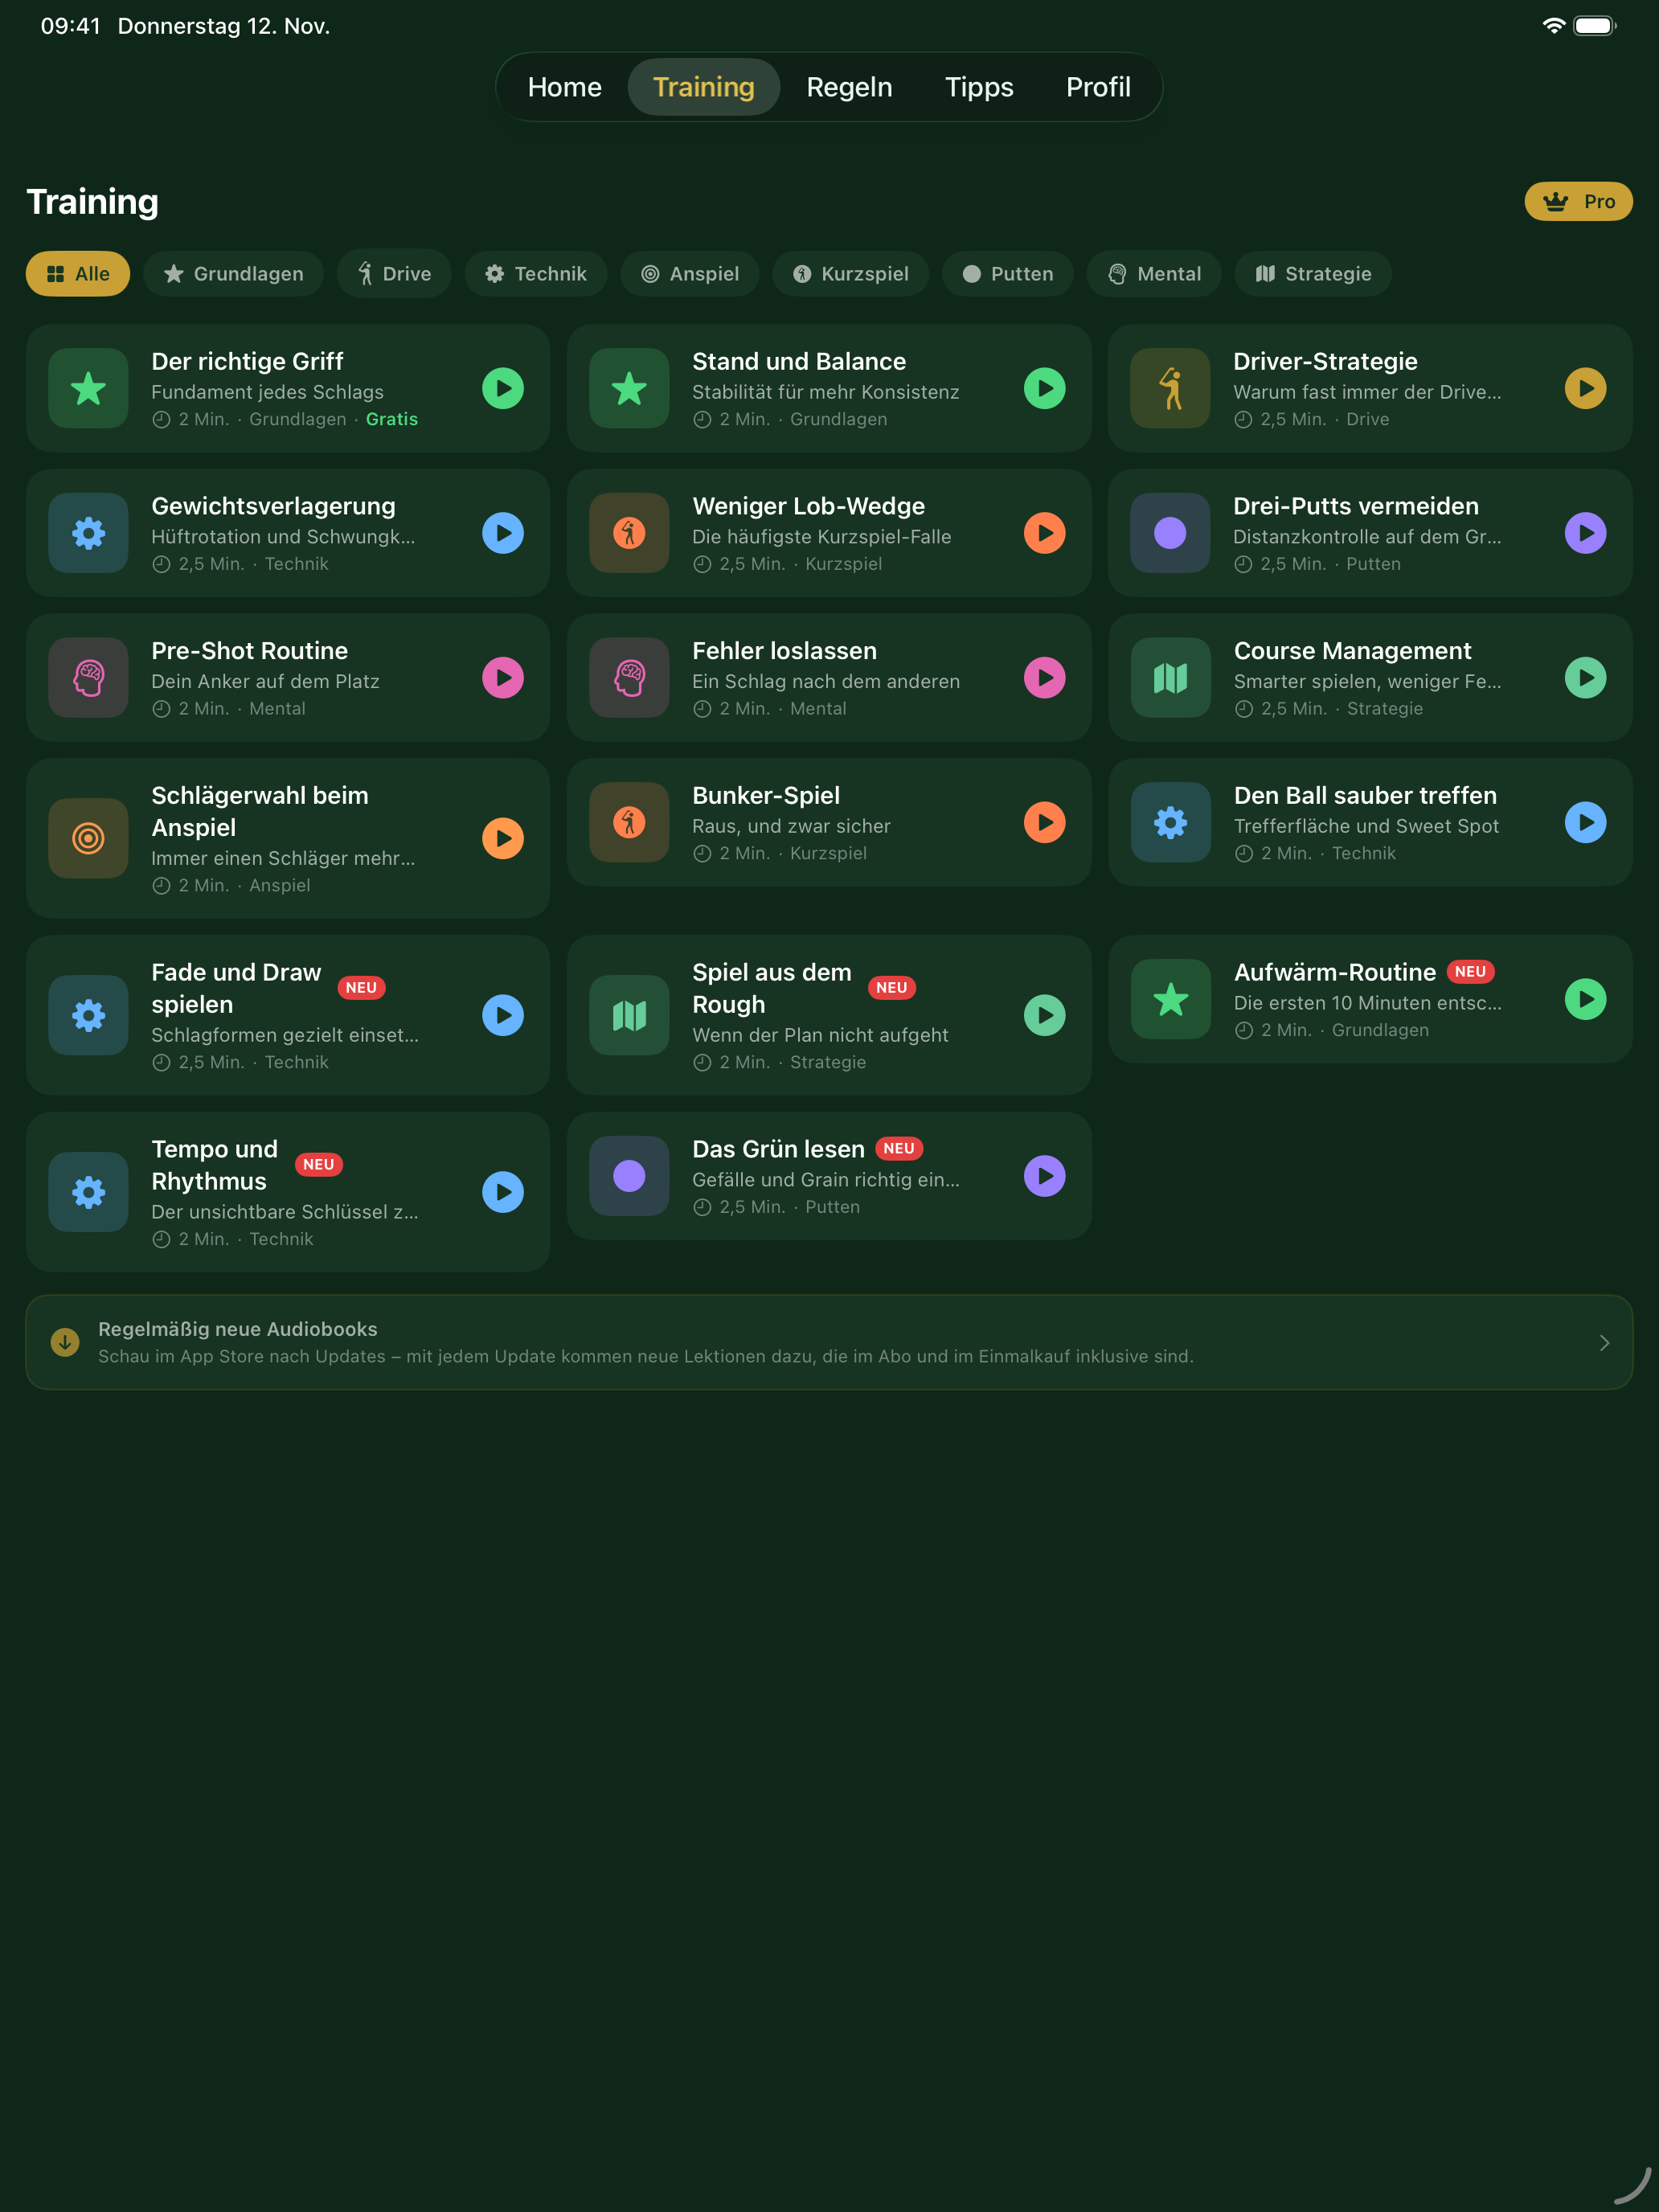 09:41 Donnerstag 12. Nov.
Home Training Regeln Tipps Profil
Training
Pro
Alle Grundlagen Drive Technik Anspiel Kurzspiel Putten Mental Strategie
Der richtige Griff
Fundament jedes Schlags
2 Min. · Grundlagen · Gratis
Stand und Balance
Stabilität für mehr Konsistenz
2 Min. · Grundlagen
Driver-Strategie
Warum fast immer der Drive...
2,5 Min. · Drive
Gewichtsverlagerung
Hüftrotation und Schwungk...
2,5 Min. · Technik
Weniger Lob-Wedge
Die häufigste Kurzspiel-Falle
2,5 Min. · Kurzspiel
Drei-Putts vermeiden
Distanzkontrolle auf dem Gr...
2,5 Min. · Putten
Pre-Shot Routine
Dein Anker auf dem Platz
2 Min. · Mental
Fehler loslassen
Ein Schlag nach dem anderen
2 Min. · Mental
Course Management
Smarter spielen, weniger Fe...
2,5 Min. · Strategie
Schlägerwahl beim
Anspiel
Immer einen Schläger mehr...
2 Min. · Anspiel
Bunker-Spiel
Raus, und zwar sicher
2 Min. · Kurzspiel
Den Ball sauber treffen
Trefferfläche und Sweet Spot
2 Min. · Technik
Fade und Draw
spielen
NEU
Schlagformen gezielt einset...
2,5 Min. · Technik
Spiel aus dem
Rough
NEU
Wenn der Plan nicht aufgeht
2 Min. · Strategie
Aufwärm-Routine NEU
Die ersten 10 Minuten entsc...
2 Min. · Grundlagen
Tempo und
Rhythmus
NEU
Der unsichtbare Schlüssel z...
2 Min. · Technik
Das Grün lesen NEU
Gefälle und Grain richtig ein...
2,5 Min. · Putten
Regelmäßig neue Audiobooks
Schau im App Store nach Updates – mit jedem Update kommen neue Lektionen dazu, die im Abo und im Einmalkauf inklusive sind.